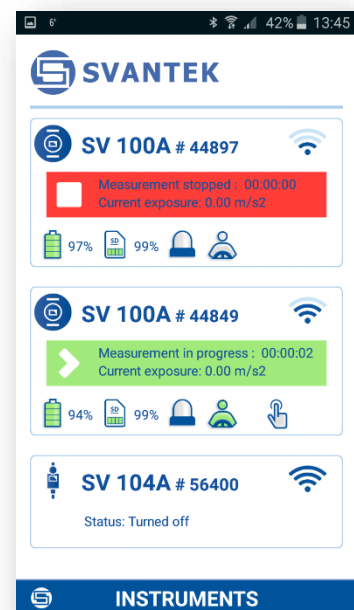 6° 42% 13:45
SVANTEK
SV 100A # 44897
Measurement stopped : 00:00:00
Current exposure: 0.00 m/s2
97% SD 99%
SV 100A # 44849
Measurement in progress : 00:00:02
Current exposure: 0.00 m/s2
94% SD 99%
SV 104A # 56400
Status: Turned off
INSTRUMENTS